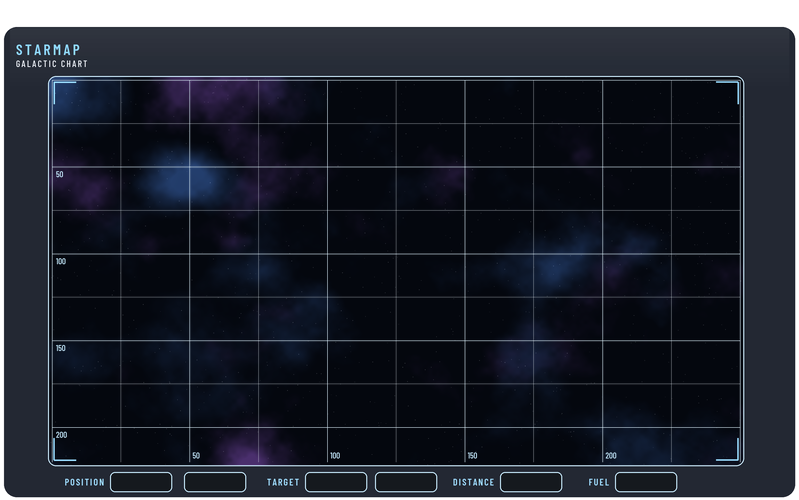 STARMAP
GALACTIC CHART
50
100
150
200
50 100 150 200
POSITION TARGET DISTANCE FUEL